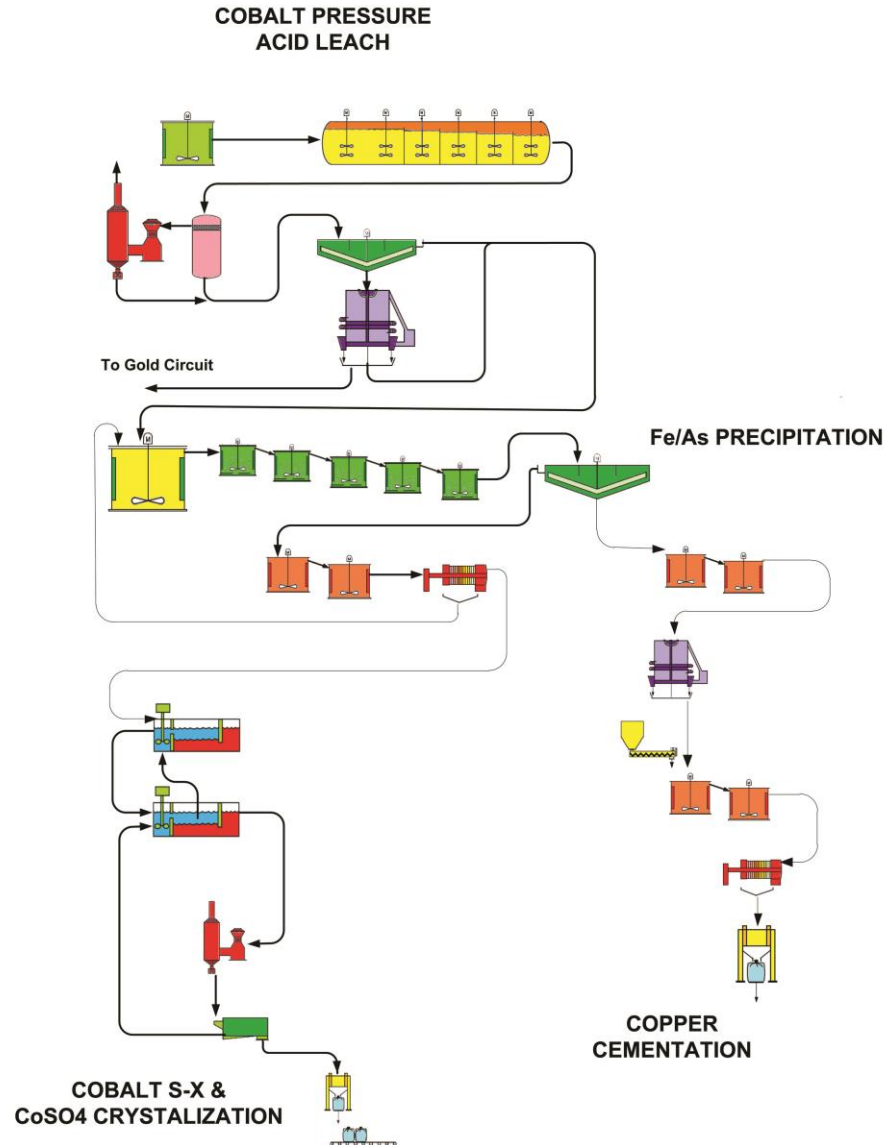 COBALT PRESSURE
ACID LEACH
To Gold Circuit
Fe/As PRECIPITATION
COPPER
CEMENTATION
COBALT S-X &
CoSO4 CRYSTALIZATION